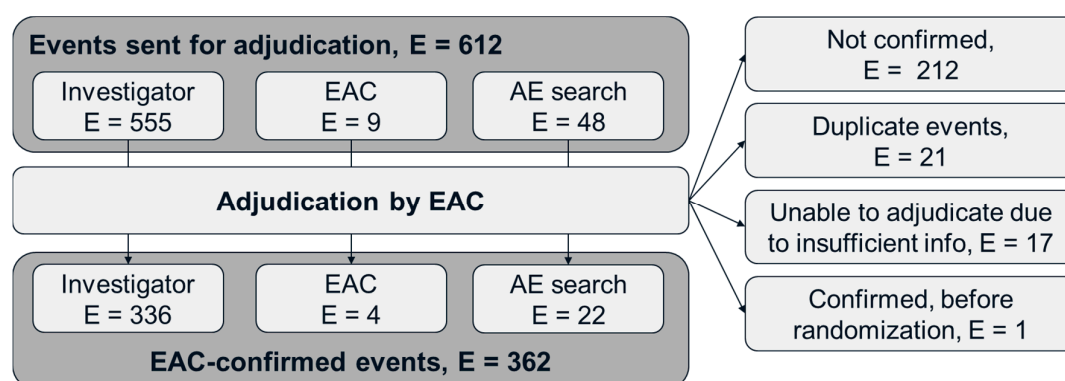 Events sent for adjudication, E = 612
Investigator
E = 555
EAC
E = 9
AE search
E = 48
Adjudication by EAC
Investigator
E = 336
EAC
E = 4
AE search
E = 22
EAC-confirmed events, E = 362
Not confirmed,
E = 212
Duplicate events,
E = 21
Unable to adjudicate due
to insufficient info, E = 17
Confirmed, before
randomization, E = 1